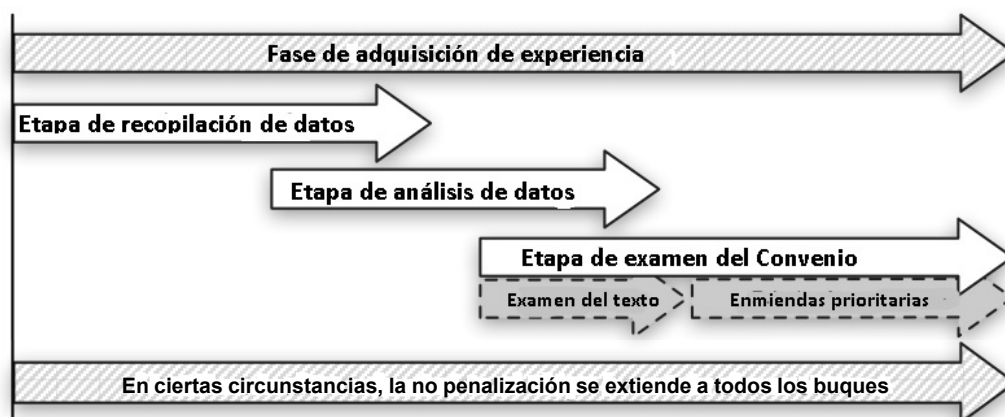 Fase de adquisición de experiencia
Etapa de recopilación de datos
Etapa de análisis de datos
Etapa de examen del Convenio
Examen del texto
Enmiendas prioritarias
En ciertas circunstancias, la no penalización se extiende a todos los buques